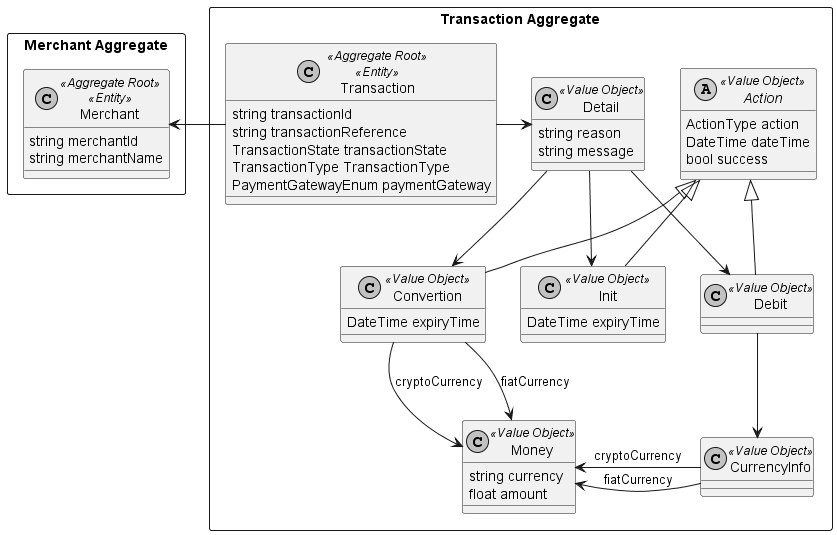 Transaction Aggregate
Merchant Aggregate
C «Aggregate Root»
«Entity»
Merchant
string merchantId
string merchantName
C «Aggregate Root»
«Entity»
Transaction
string transactionId
string transactionReference
TransactionState transactionState
TransactionType TransactionType
PaymentGatewayEnum paymentGateway
C «Value Object»
Detail
string reason
string message
A «Value Object»
Action
ActionType action
DateTime dateTime
bool success
C «Value Object»
Convertion
DateTime expiryTime
C «Value Object»
Init
DateTime expiryTime
C «Value Object»
Debit
cryptoCurrency
fiatCurrency
C «Value Object»
Money
string currency
float amount
cryptoCurrency
fiatCurrency
C «Value Object»
CurrencyInfo